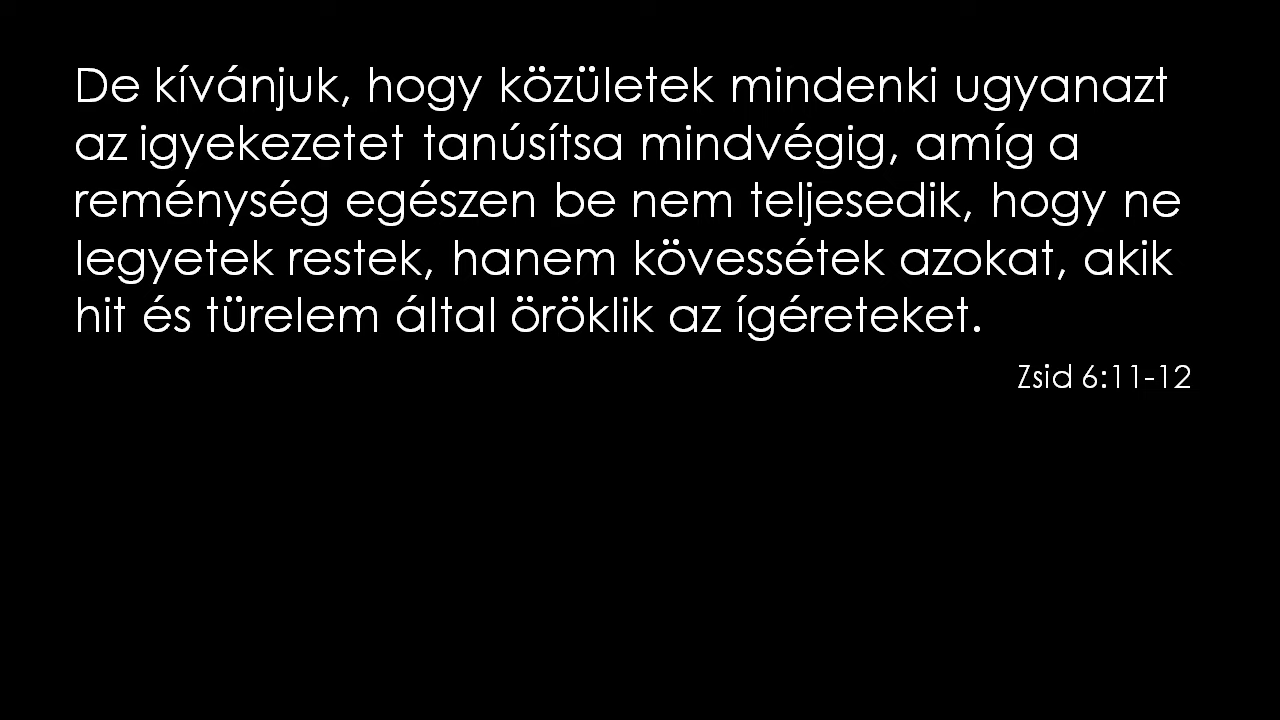 De kívánjuk, hogy közületek mindenki ugyanazt
az igyekezetet tanúsítsa mindvégig, amíg a
reménység egészen be nem teljesedik, hogy ne
legyetek restek, hanem kövessétek azokat, akik
hit és türelem által öröklik az ígéreteket.
Zsid 6:11-12